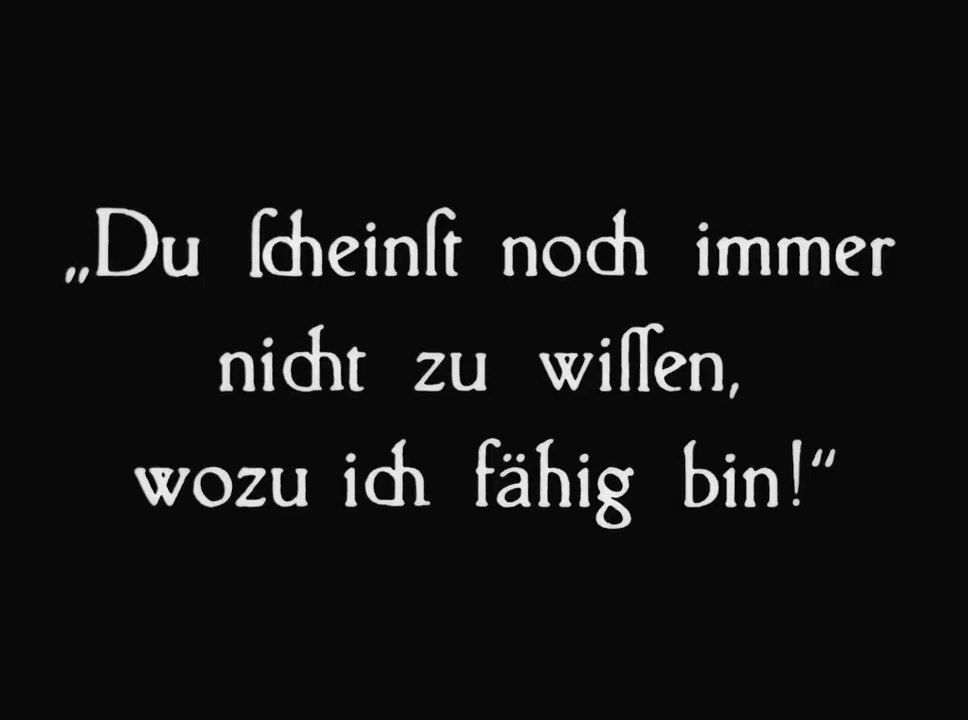 „Du ſcheinſt noch immer
nicht zu wiſſen,
wozu ich fähig bin!“